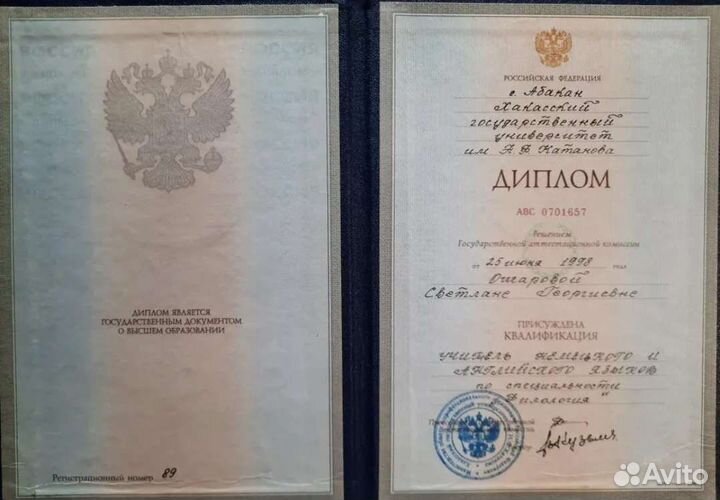 ДИПЛОМ ЯВЛЯЕТСЯ
ГОСУДАРСТВЕННЫМ ДОКУМЕНТОМ
О ВЫСШЕМ ОБРАЗОВАНИИ
Регистрационный номер 89
РОССИЙСКАЯ ФЕДЕРАЦИЯ
г. Абакан
Хакасский
государственный
университет
им Н.Ф. Катанова
ДИПЛОМ
АВС 0701657
Решением
Государственной аттестационной комиссии
от 25 июня 1998 года
Ошаровой
Светлане Георгиевне
ПРИСУЖДЕНА
КВАЛИФИКАЦИЯ
учитель немецкого и
английского языков
по специальности
"Филология"
Avito